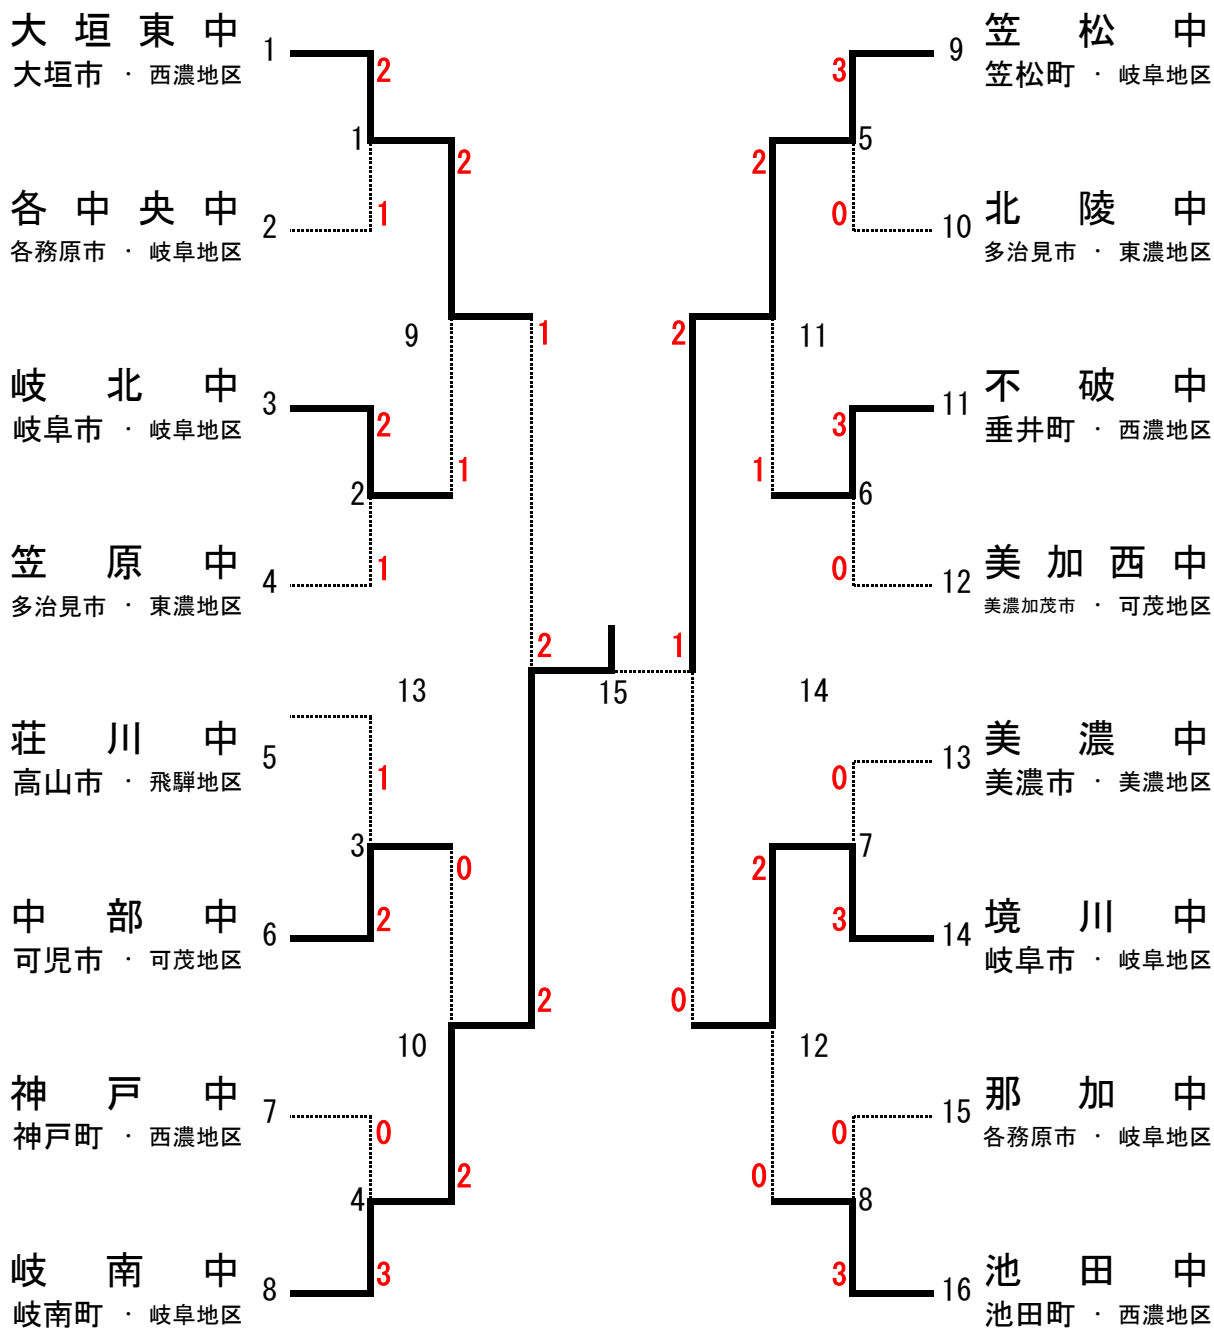 大垣東中
1
大垣市 ・ 西濃地区
2
1
各中央中
2
1
各務原市 ・ 岐阜地区
2
9
1
岐北中
3
岐阜市 ・ 岐阜地区
2
2
1
笠原中
4
1
多治見市 ・ 東濃地区
13
1
2
荘川中
5
高山市 ・ 飛騨地区
1
3
0
中部中
6
2
可児市 ・ 可茂地区
10
2
神戸中
7
神戸町 ・ 西濃地区
0
2
4
岐南中
8
3
岐南町 ・ 岐阜地区
15
笠松中
9
笠松町 ・ 岐阜地区
3
5
2
北陵中
10
0
多治見市 ・ 東濃地区
11
2
不破中
11
垂井町 ・ 西濃地区
3
1
6
美加西中
12
0
美濃加茂市 ・ 可茂地区
1
14
美濃中
13
美濃市 ・ 美濃地区
0
7
2
境川中
14
3
岐阜市 ・ 岐阜地区
0
12
那加中
15
各務原市 ・ 岐阜地区
0
0
8
池田中
16
3
池田町 ・ 西濃地区